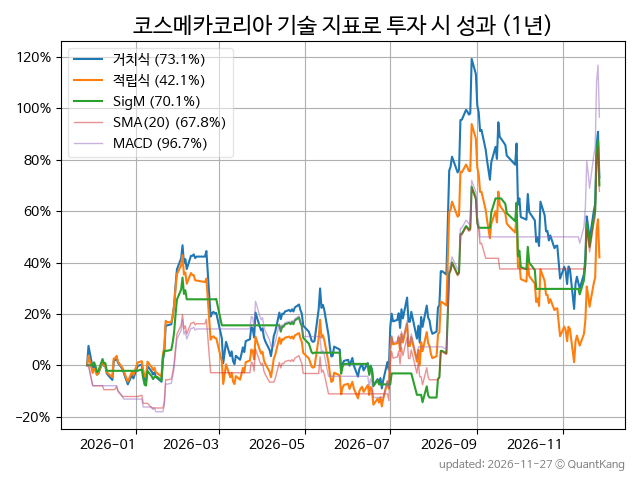 코스메카코리아 기술 지표로 투자 시 성과 (1년)
거치식 (73.1%)
적립식 (42.1%)
SigM (70.1%)
SMA(20) (67.8%)
MACD (96.7%)
120%
100%
80%
60%
40%
20%
0%
−20%
2026-01 2026-03 2026-05 2026-07 2026-09 2026-11
updated: 2026-11-27 © QuantKang